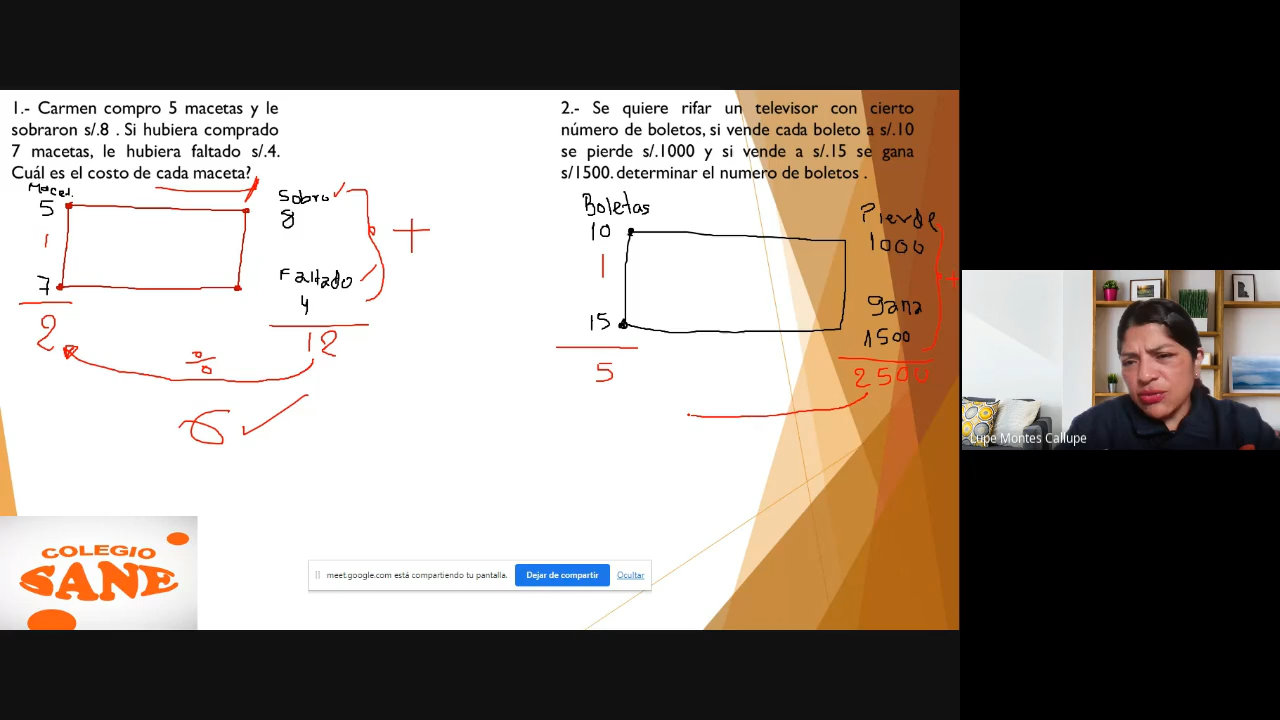 1.- Carmen compro 5 macetas y le
sobraron s/.8 . Si hubiera comprado
7 macetas, le hubiera faltado s/.4.
Cuál es el costo de cada maceta?
Maced.
5
1
7
2
Sobro
8
Faltado
4
12
+
%
6
2.- Se quiere rifar un televisor con cierto
número de boletos, si vende cada boleto a s/.10
se pierde s/.1000 y si vende a s/.15 se gana
s/1500. determinar el numero de boletos .
Boletas
10
1
15
5
Pierde
1000
gana
1500
2500
+
COLEGIO
SANE
meet.google.com está compartiendo tu pantalla.
Dejar de compartir
Ocultar
Lupe Montes Callupe